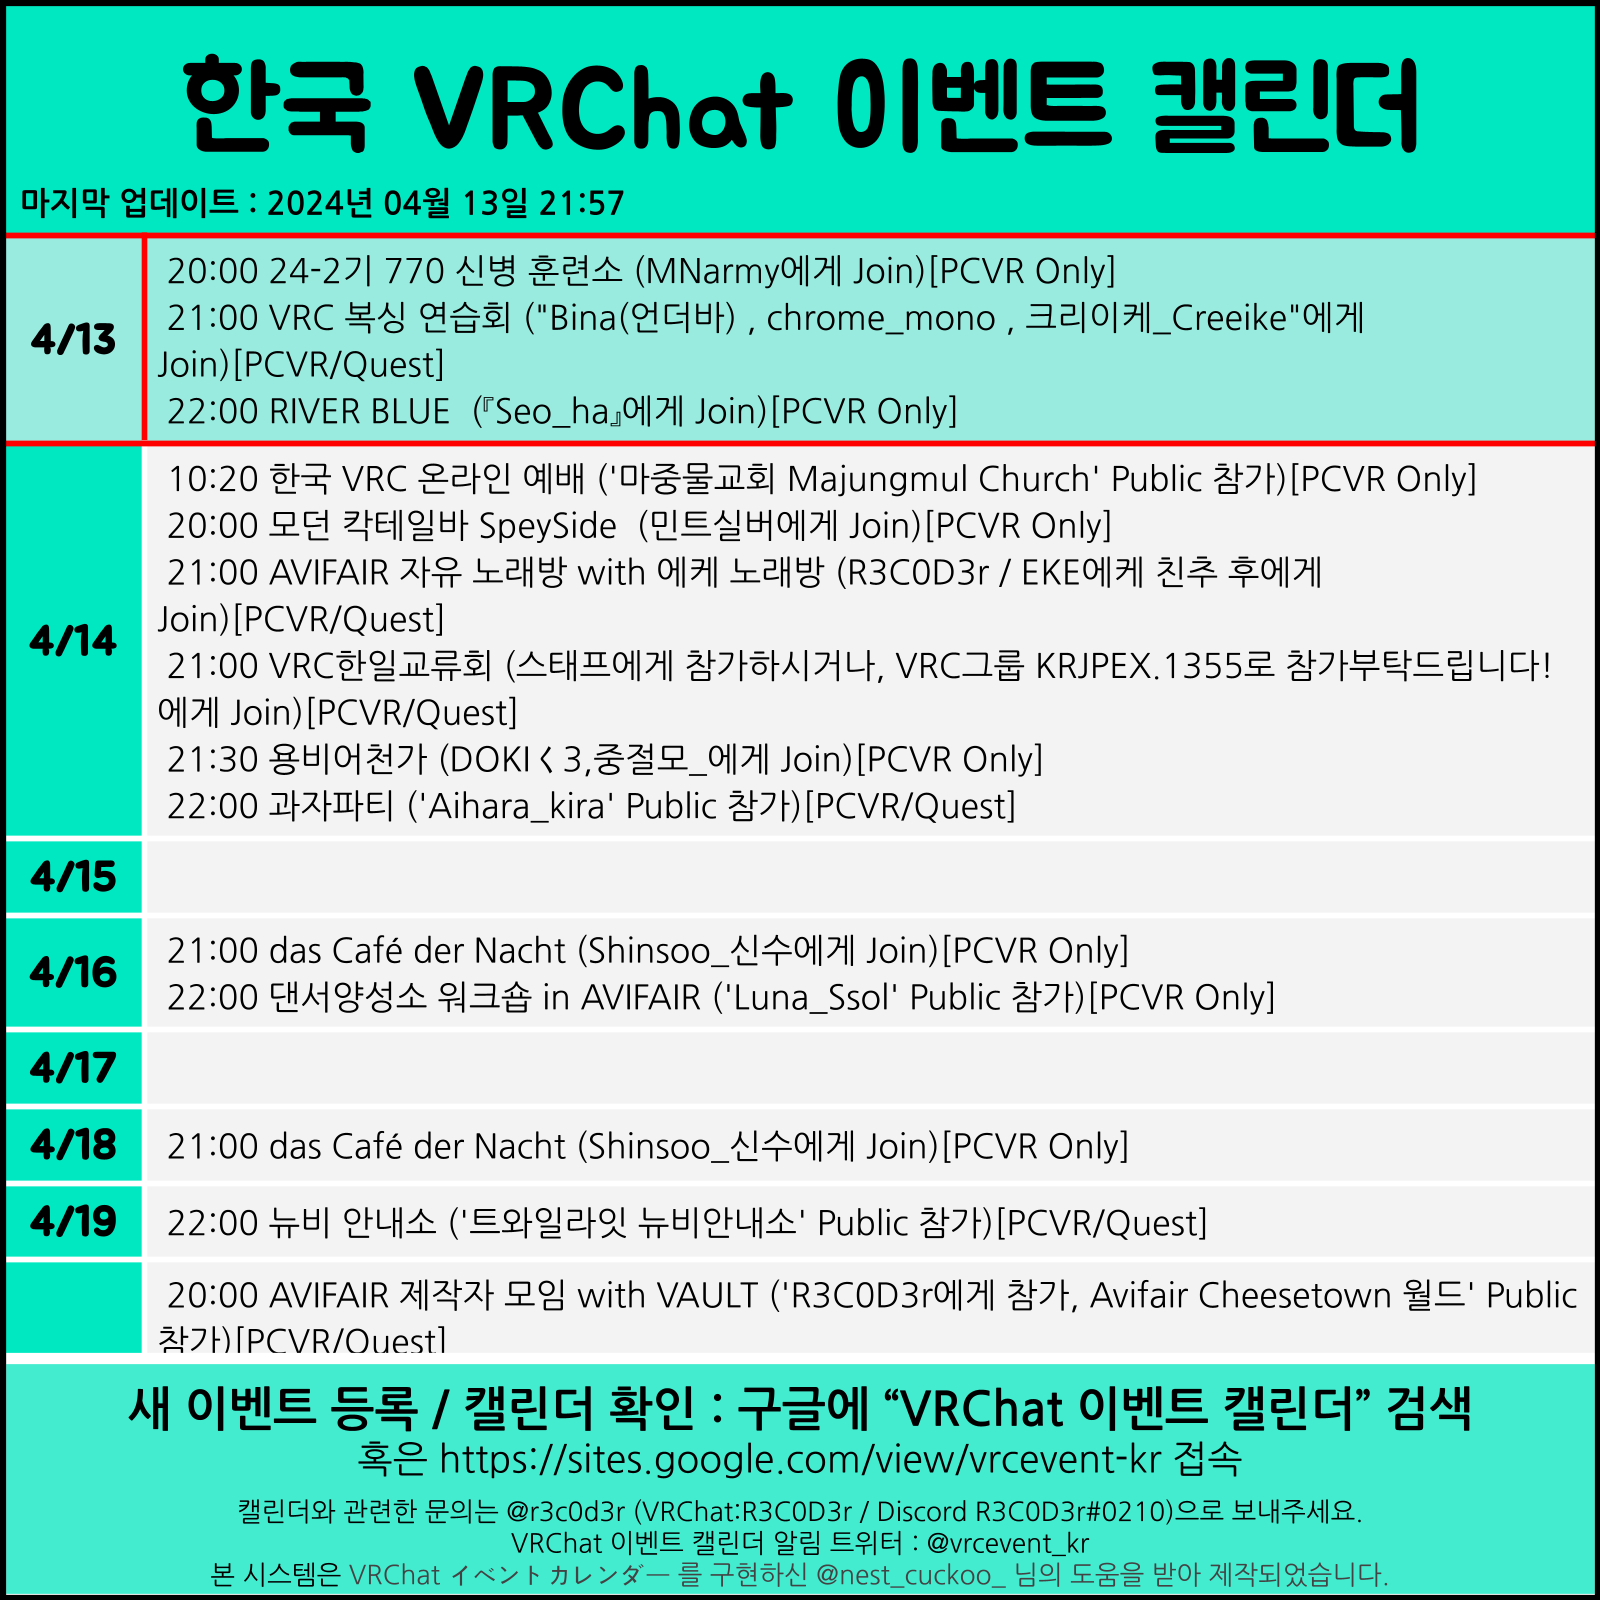 한국 VRChat 이벤트 캘린더
마지막 업데이트 : 2024년 04월 13일 21:57
4/13
20:00 24-2기 770 신병 훈련소 (MNarmy에게 Join)[PCVR Only]
21:00 VRC 복싱 연습회 ("Bina(언더바) , chrome_mono , 크리이케_Creeike"에게
Join)[PCVR/Quest]
22:00 RIVER BLUE (『Seo_ha』에게 Join)[PCVR Only]
4/14
10:20 한국 VRC 온라인 예배 ('마중물교회 Majungmul Church' Public 참가)[PCVR Only]
20:00 모던 칵테일바 SpeySide (민트실버에게 Join)[PCVR Only]
21:00 AVIFAIR 자유 노래방 with 에케 노래방 (R3C0D3r / EKE에케 친추 후에게
Join)[PCVR/Quest]
21:00 VRC한일교류회 (스태프에게 참가하시거나, VRC그룹 KRJPEX.1355로 참가부탁드립니다!
에게 Join)[PCVR/Quest]
21:30 용비어천가 (DOKIく3,중절모_에게 Join)[PCVR Only]
22:00 과자파티 ('Aihara_kira' Public 참가)[PCVR/Quest]
4/15
4/16
21:00 das Café der Nacht (Shinsoo_신수에게 Join)[PCVR Only]
22:00 댄서양성소 워크숍 in AVIFAIR ('Luna_Ssol' Public 참가)[PCVR Only]
4/17
4/18
21:00 das Café der Nacht (Shinsoo_신수에게 Join)[PCVR Only]
4/19
22:00 뉴비 안내소 ('트와일라잇 뉴비안내소' Public 참가)[PCVR/Quest]
20:00 AVIFAIR 제작자 모임 with VAULT ('R3C0D3r에게 참가, Avifair Cheesetown 월드' Public
참가)[PCVR/Quest]
새 이벤트 등록 / 캘린더 확인 : 구글에 “VRChat 이벤트 캘린더” 검색
혹은 https://sites.google.com/view/vrcevent-kr 접속
캘린더와 관련한 문의는 @r3c0d3r (VRChat:R3C0D3r / Discord R3C0D3r#0210)으로 보내주세요.
VRChat 이벤트 캘린더 알림 트위터 : @vrcevent_kr
본 시스템은 VRChat イベントカレンダー 를 구현하신 @nest_cuckoo_ 님의 도움을 받아 제작되었습니다.